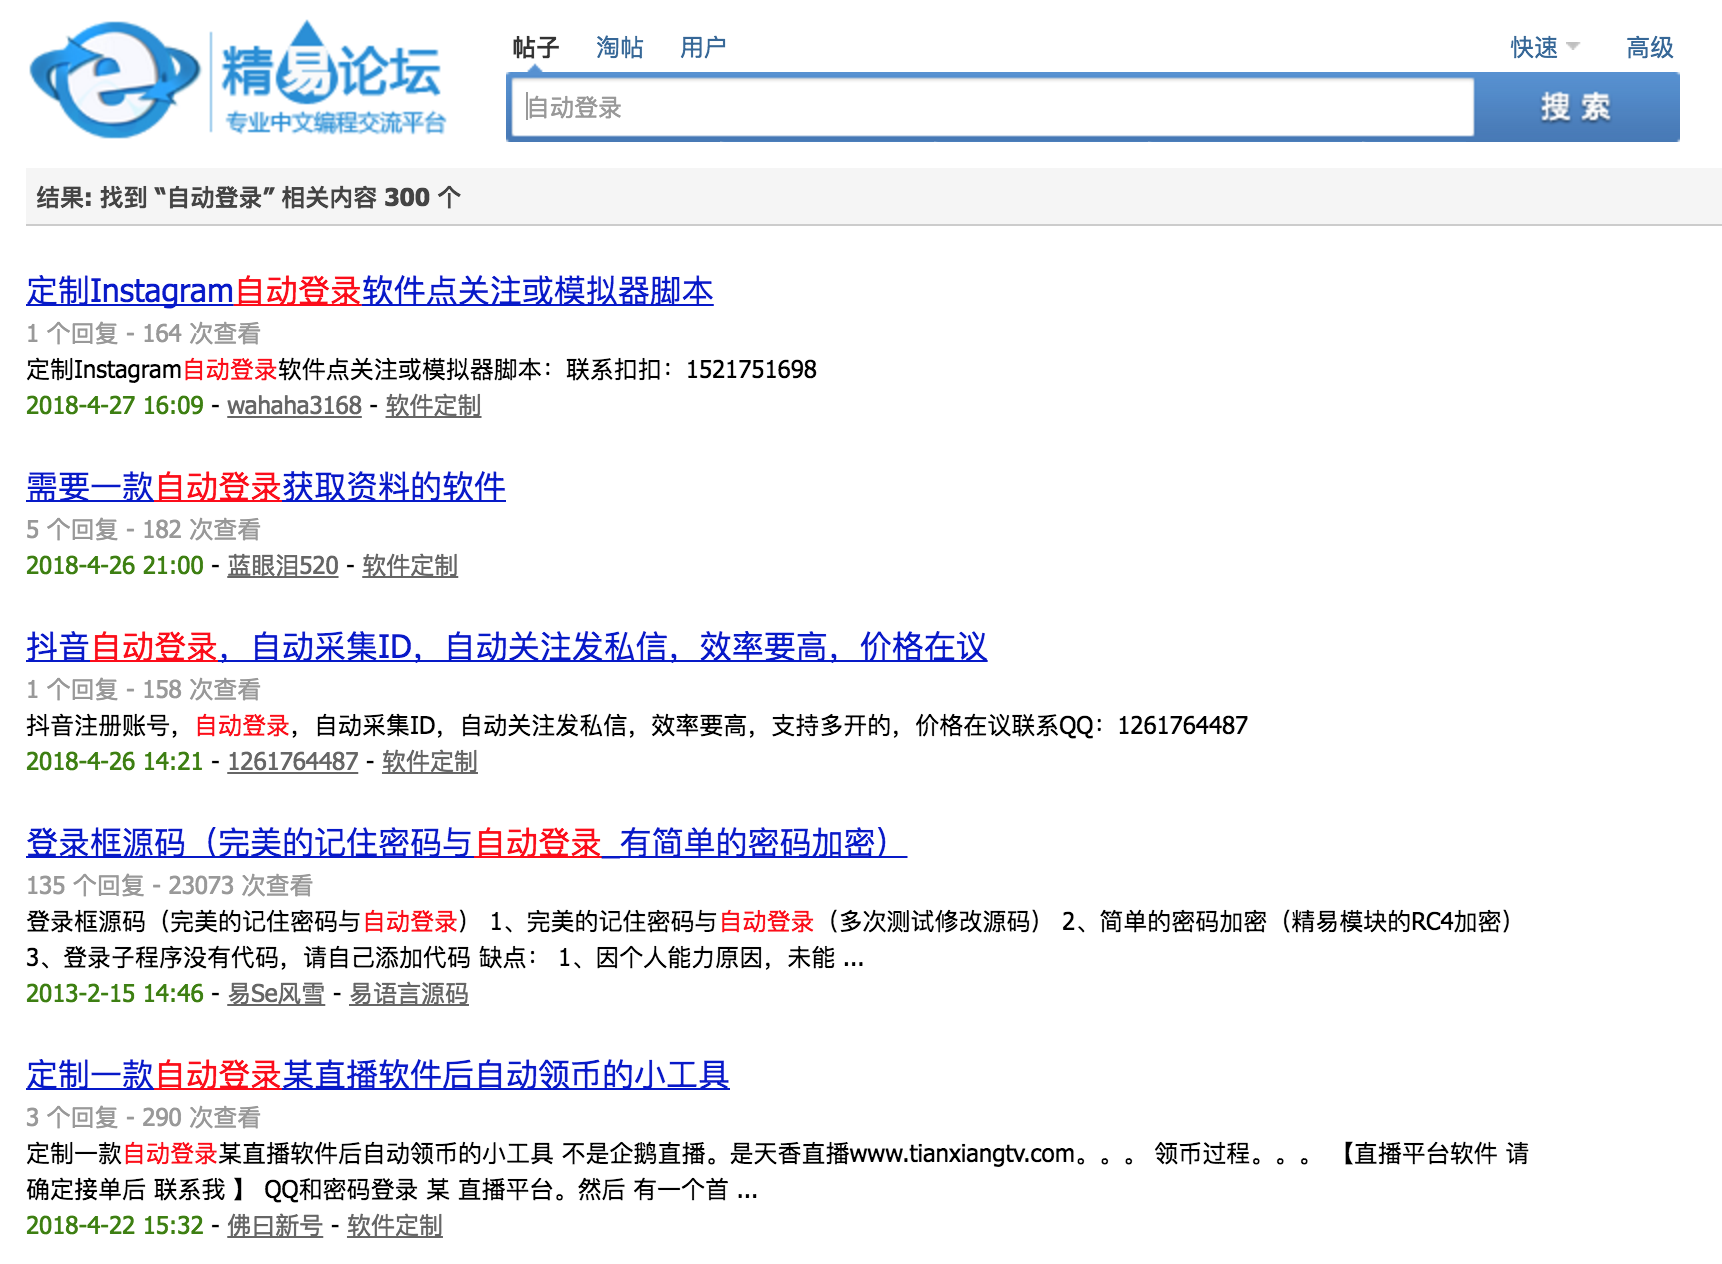 精易论坛
专业中文编程交流平台
帖子 淘帖 用户 快速 高级
自动登录 搜索
结果: 找到 “自动登录” 相关内容 300 个
定制Instagram自动登录软件点关注或模拟器脚本
1 个回复 - 164 次查看
定制Instagram自动登录软件点关注或模拟器脚本：联系扣扣：1521751698
2018-4-27 16:09 - wahaha3168 - 软件定制
需要一款自动登录获取资料的软件
5 个回复 - 182 次查看
2018-4-26 21:00 - 蓝眼泪520 - 软件定制
抖音自动登录，自动采集ID，自动关注发私信，效率要高，价格在议
1 个回复 - 158 次查看
抖音注册账号，自动登录，自动采集ID，自动关注发私信，效率要高，支持多开的，价格在议联系QQ：1261764487
2018-4-26 14:21 - 1261764487 - 软件定制
登录框源码（完美的记住密码与自动登录_有简单的密码加密）
135 个回复 - 23073 次查看
登录框源码（完美的记住密码与自动登录） 1、完美的记住密码与自动登录（多次测试修改源码） 2、简单的密码加密（精易模块的RC4加密）
3、登录子程序没有代码，请自己添加代码 缺点： 1、因个人能力原因，未能 ...
2013-2-15 14:46 - 易Se风雪 - 易语言源码
定制一款自动登录某直播软件后自动领币的小工具
3 个回复 - 290 次查看
定制一款自动登录某直播软件后自动领币的小工具 不是企鹅直播。是天香直播www.tianxiangtv.com。。。 领币过程。。。 【直播平台软件 请
确定接单后 联系我 】 QQ和密码登录 某 直播平台。然后 有一个首 ...
2018-4-22 15:32 - 佛曰新号 - 软件定制